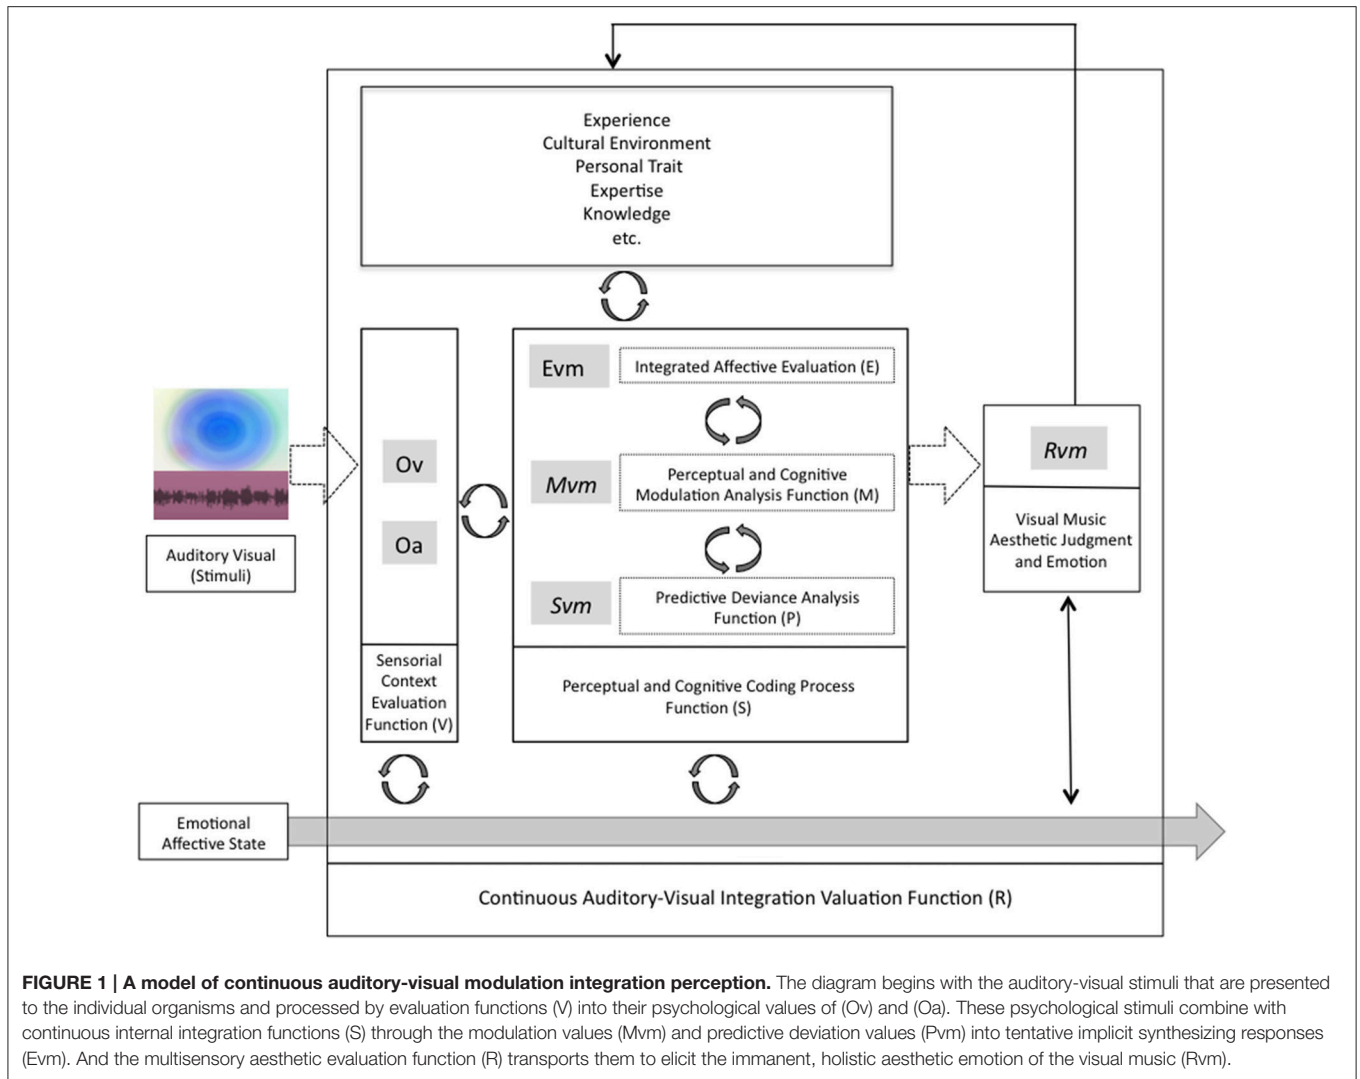 Experience
Cultural Environment
Personal Trait
Expertise
Knowledge
etc.
Evm
Integrated Affective Evaluation (E)
Ov
Mvm
Perceptual and Cognitive
Modulation Analysis Function (M)
Rvm
Oa
Visual Music
Aesthetic Judgment
and Emotion
Auditory Visual
(Stimuli)
Svm
Predictive Deviance Analysis
Function (P)
Sensorial
Context
Evaluation
Function (V)
Perceptual and Cognitive Coding Process
Function (S)
Emotional
Affective State
Continuous Auditory-Visual Integration Valuation Function (R)
FIGURE 1 | A model of continuous auditory-visual modulation integration perception. The diagram begins with the auditory-visual stimuli that are presented
to the individual organisms and processed by evaluation functions (V) into their psychological values of (Ov) and (Oa). These psychological stimuli combine with
continuous internal integration functions (S) through the modulation values (Mvm) and predictive deviation values (Pvm) into tentative implicit synthesizing responses
(Evm). And the multisensory aesthetic evaluation function (R) transports them to elicit the immanent, holistic aesthetic emotion of the visual music (Rvm).